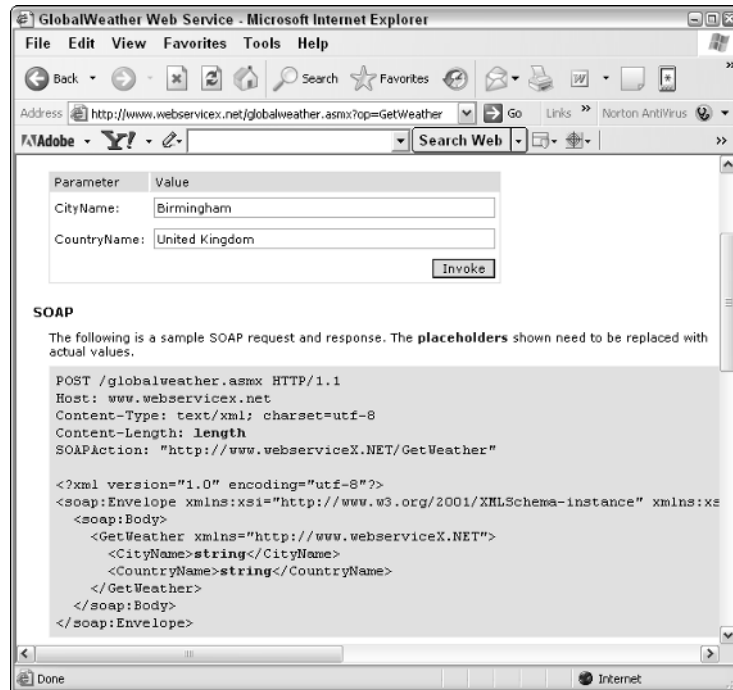 GlobalWeather Web Service - Microsoft Internet Explorer
File Edit View Favorites Tools Help
Back Search Favorites W »
Address http://www.webservicex.net/globalweather.asmx?op=GetWeather Go Links » Norton AntiVirus
Adobe Y! Search Web »
Parameter Value
CityName: Birmingham
CountryName: United Kingdom
Invoke
SOAP
The following is a sample SOAP request and response. The placeholders shown need to be replaced with
actual values.
POST /globalweather.asmx HTTP/1.1
Host: www.webservicex.net
Content-Type: text/xml; charset=utf-8
Content-Length: length
SOAPAction: "http://www.webserviceX.NET/GetWeather"
<?xml version="1.0" encoding="utf-8"?>
<soap:Envelope xmlns:xsi="http://www.w3.org/2001/XMLSchema-instance" xmlns:xs
<soap:Body>
<GetWeather xmlns="http://www.webserviceX.NET">
<CityName>string</CityName>
<CountryName>string</CountryName>
</GetWeather>
</soap:Body>
</soap:Envelope>
Done Internet